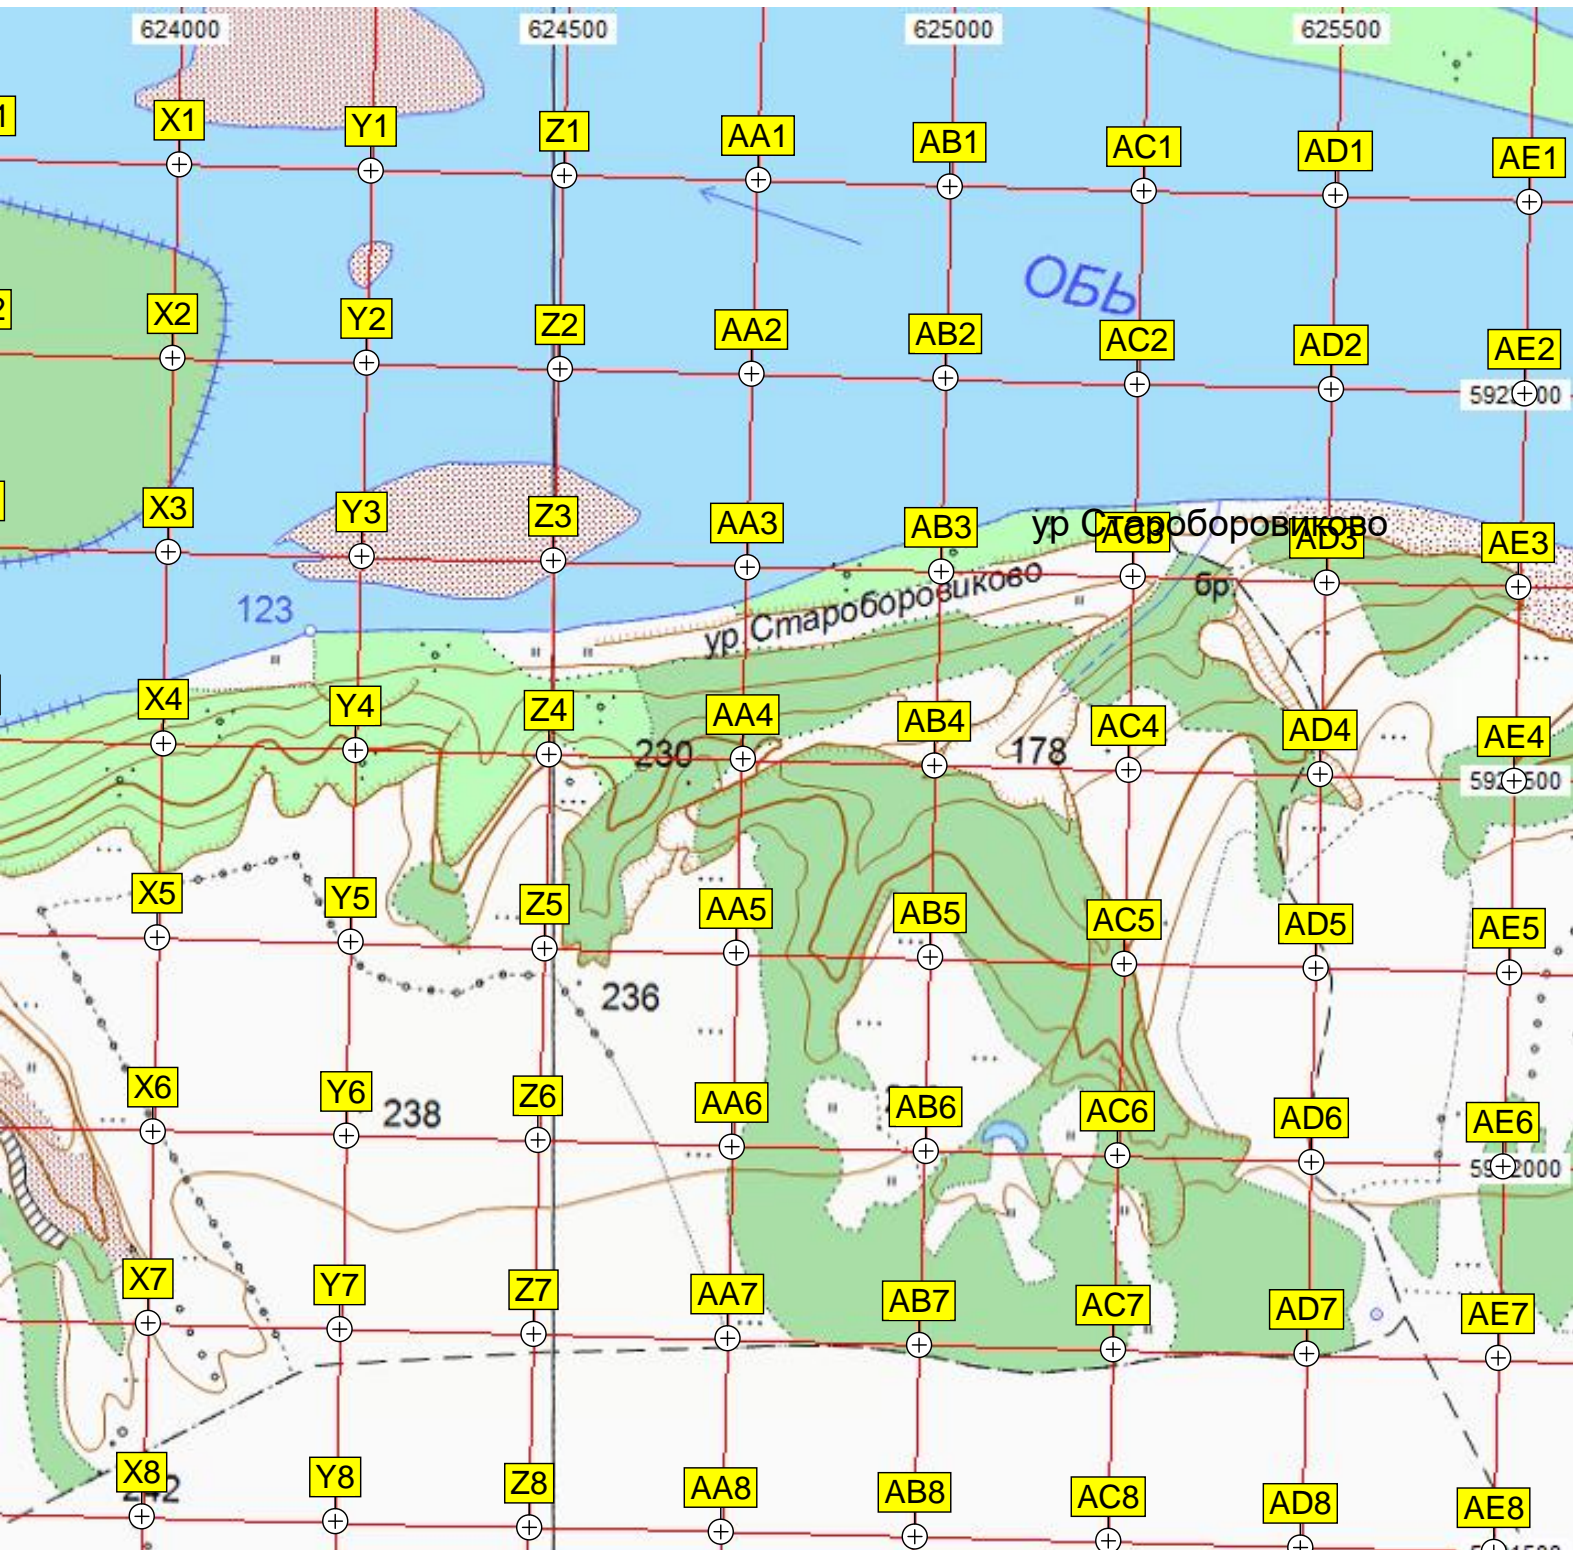 624000 624500 625000 625500
X1 Y1 Z1 AA1 AB1 AC1 AD1 AE1
ОБЬ
X2 Y2 Z2 AA2 AB2 AC2 AD2 AE2
X3 Y3 Z3 AA3 AB3 AD3 AE3
ур Староборовиково
бр.
123
ур Староборовиково
X4 Y4 Z4 AA4 AB4 AC4 AD4 AE4
230 178
X5 Y5 Z5 AA5 AB5 AC5 AD5 AE5
236
X6 Y6 Z6 AA6 AB6 AC6 AD6 AE6
238
X7 Y7 Z7 AA7 AB7 AC7 AD7 AE7
X8 Y8 Z8 AA8 AB8 AC8 AD8 AE8